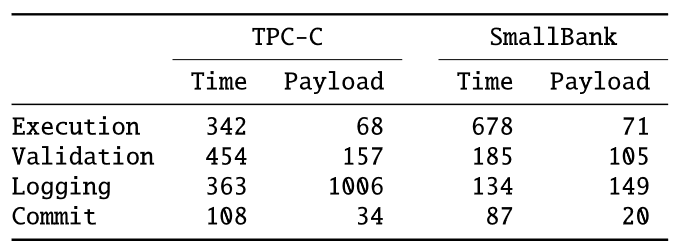 TPC-C SmallBank
Time Payload Time Payload
Execution 342 68 678 71
Validation 454 157 185 105
Logging 363 1006 134 149
Commit 108 34 87 20